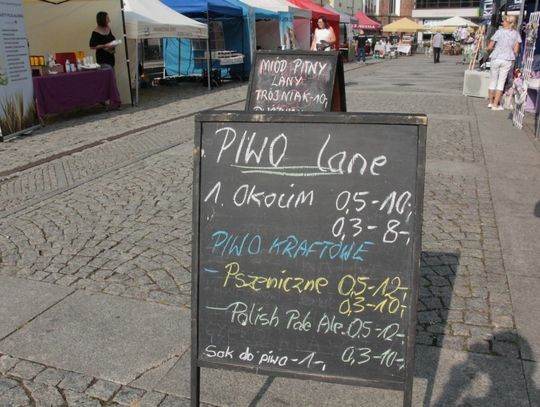 MIÓD PITNY
LANY:
TRÓJNIAK-10,-
PIWO Lane
1. OKOCIM 0,5-10,-
0,3-8,-
PIWO KRAFTOWE
- Pszeniczne 0,5-12,-
0,3-10,-
- Polish Pale Ale. 0,5-12,-
Sok do piwa -1,- 0,3-10,-